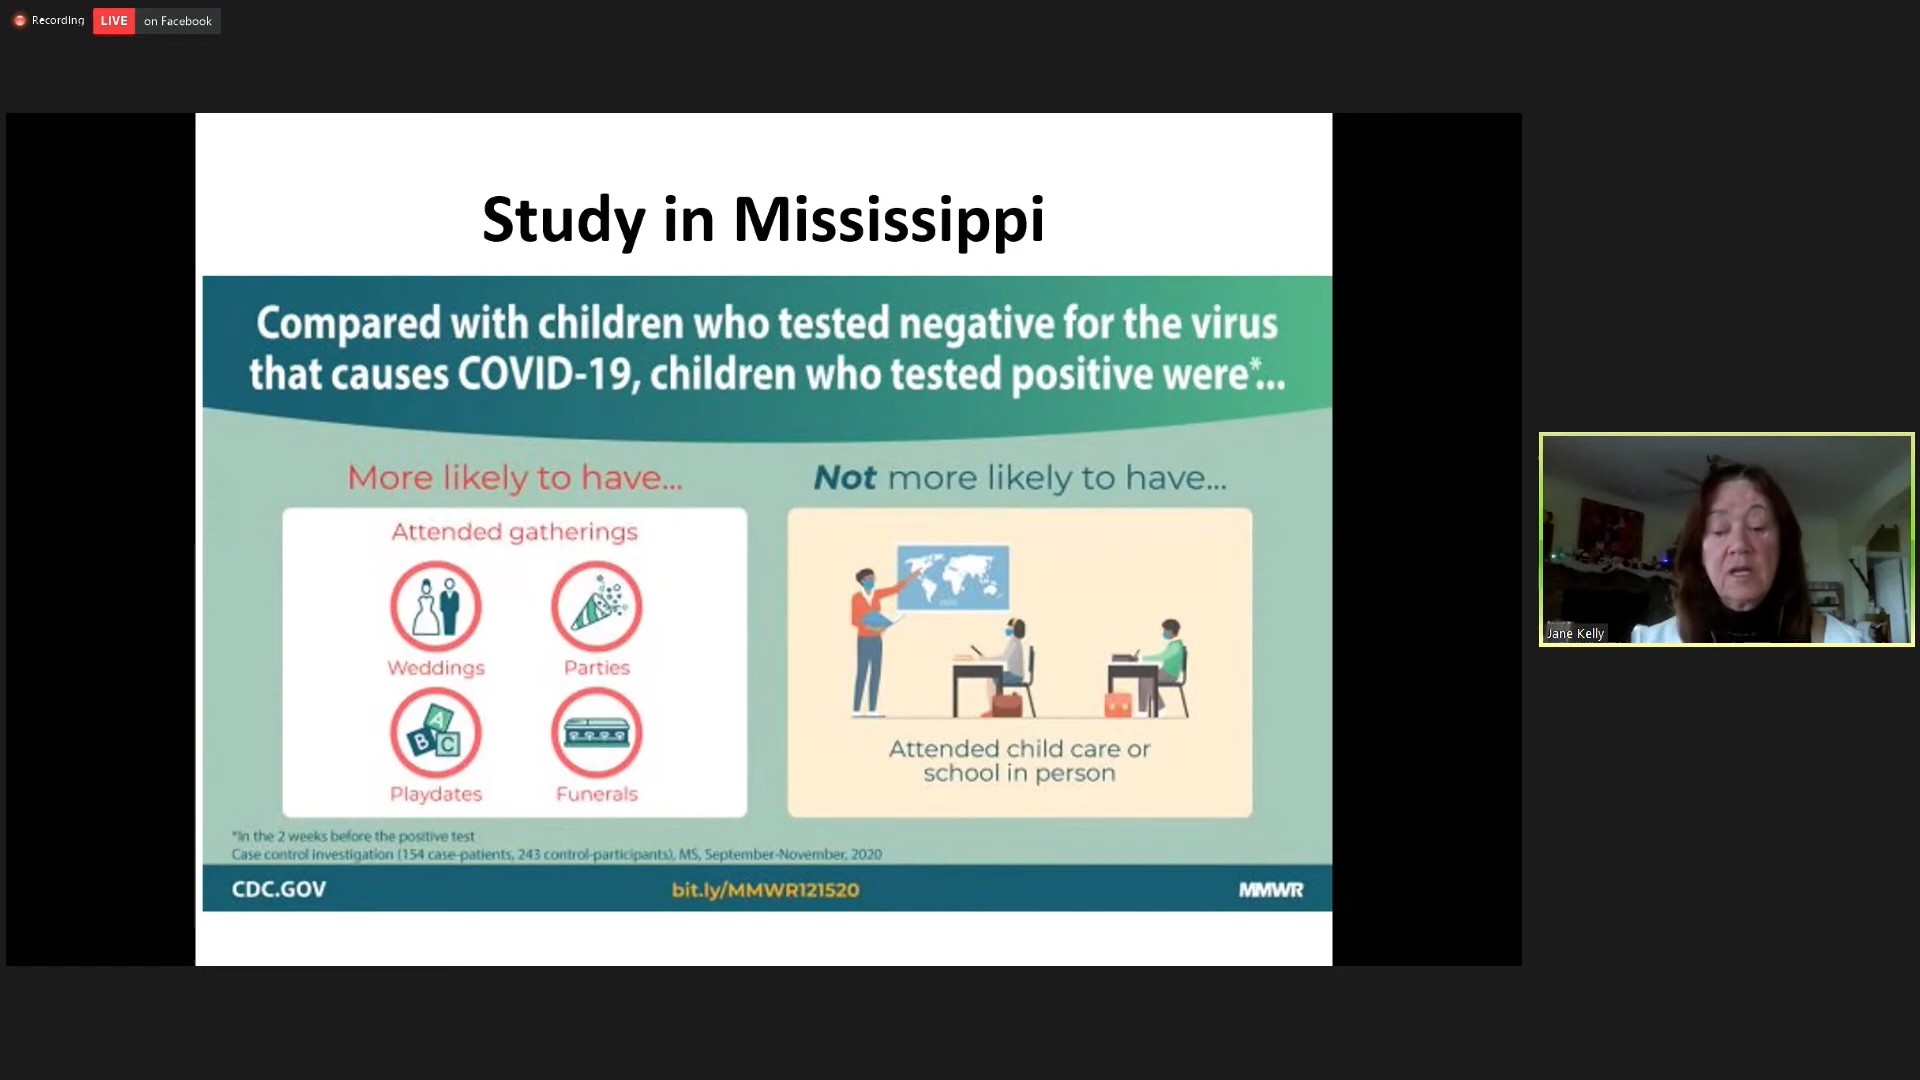 Recording LIVE on Facebook
Study in Mississippi
Compared with children who tested negative for the virus
that causes COVID-19, children who tested positive were*...
More likely to have...
Attended gatherings
Weddings
Parties
A
B C
Playdates
Funerals
Not more likely to have...
Attended child care or
school in person
*In the 2 weeks before the positive test
Case control investigation (154 case-patients, 243 control-participants), MS, September-November, 2020
CDC.GOV
bit.ly/MMWR121520
MMWR
Jane Kelly